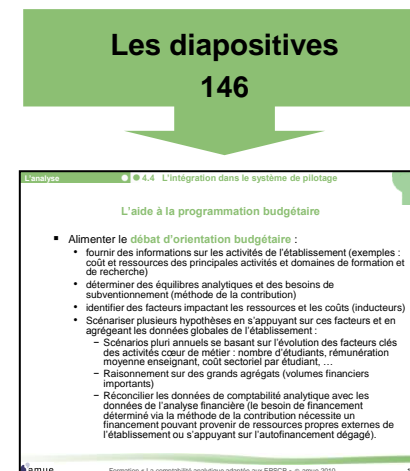 Les diapositives
146
L'analyse
4.4 L'intégration dans le système de pilotage
L'aide à la programmation budgétaire
Alimenter le débat d'orientation budgétaire :
• fournir des informations sur les activités de l'établissement (exemples :
coût et ressources des principales activités et domaines de formation et
de recherche)
• déterminer des équilibres analytiques et des besoins de
subventionnement (méthode de la contribution)
• identifier des facteurs impactant les ressources et les coûts (inducteurs)
• Scénariser plusieurs hypothèses en s'appuyant sur ces facteurs et en
agrégeant les données globales de l'établissement :
− Scénarios pluri annuels se basant sur l'évolution des facteurs clés
des activités cœur de métier : nombre d'étudiants, rémunération
moyenne enseignant, coût sectoriel par étudiant, …
− Raisonnement sur des grands agrégats (volumes financiers
importants)
− Réconcilier les données de comptabilité analytique avec les
données de l'analyse financière (le besoin de financement
déterminé via la méthode de la contribution nécessite un
financement pouvant provenir de ressources propres externes de
l'établissement ou s'appuyant sur l'autofinancement dégagé).
amue
Formation « La comptabilité analytique adaptée aux EPSCP » © amue 2010